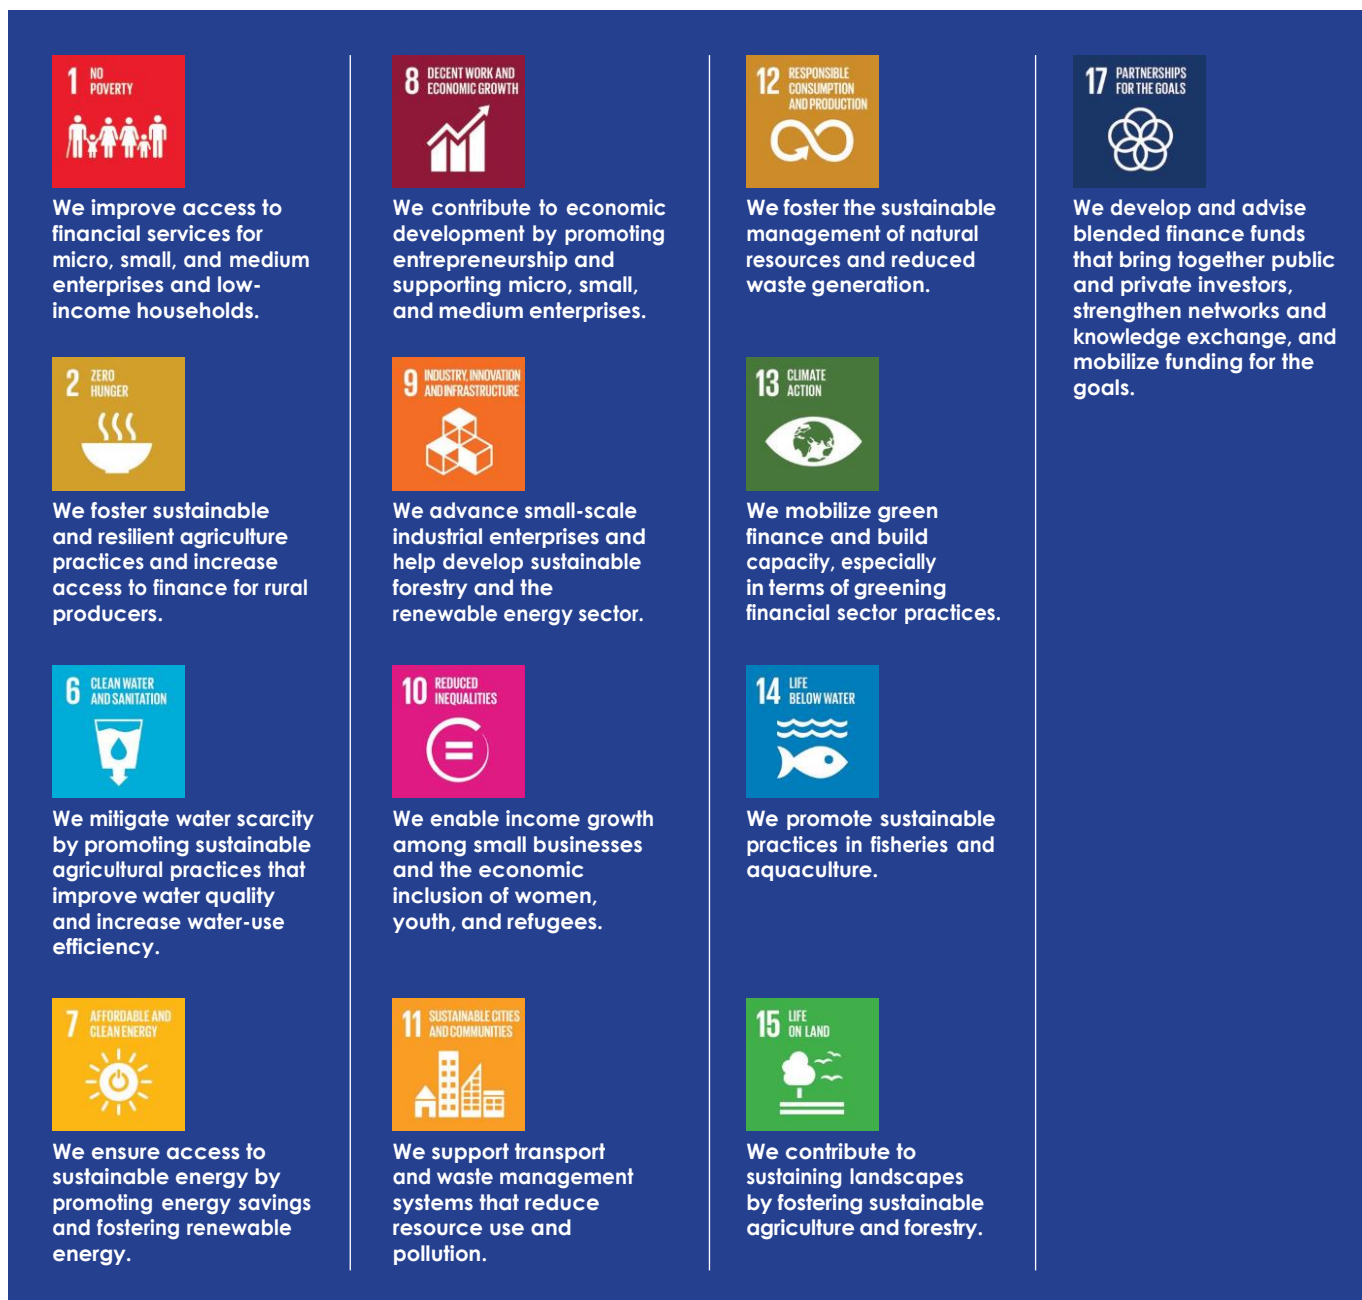 1 NO
POVERTY
We improve access to
financial services for
micro, small, and medium
enterprises and low-
income households.
2 ZERO
HUNGER
We foster sustainable
and resilient agriculture
practices and increase
access to finance for rural
producers.
6 CLEAN WATER
AND SANITATION
We mitigate water scarcity
by promoting sustainable
agricultural practices that
improve water quality
and increase water-use
efficiency.
7 AFFORDABLE AND
CLEAN ENERGY
We ensure access to
sustainable energy by
promoting energy savings
and fostering renewable
energy.
8 DECENT WORK AND
ECONOMIC GROWTH
We contribute to economic
development by promoting
entrepreneurship and
supporting micro, small,
and medium enterprises.
9 INDUSTRY, INNOVATION
AND INFRASTRUCTURE
We advance small-scale
industrial enterprises and
help develop sustainable
forestry and the
renewable energy sector.
10 REDUCED
INEQUALITIES
We enable income growth
among small businesses
and the economic
inclusion of women,
youth, and refugees.
11 SUSTAINABLE CITIES
AND COMMUNITIES
We support transport
and waste management
systems that reduce
resource use and
pollution.
12 RESPONSIBLE
CONSUMPTION
AND PRODUCTION
We foster the sustainable
management of natural
resources and reduced
waste generation.
13 CLIMATE
ACTION
We mobilize green
finance and build
capacity, especially
in terms of greening
financial sector practices.
14 LIFE
BELOW WATER
We promote sustainable
practices in fisheries and
aquaculture.
15 LIFE
ON LAND
We contribute to
sustaining landscapes
by fostering sustainable
agriculture and forestry.
17 PARTNERSHIPS
FOR THE GOALS
We develop and advise
blended finance funds
that bring together public
and private investors,
strengthen networks and
knowledge exchange, and
mobilize funding for the
goals.